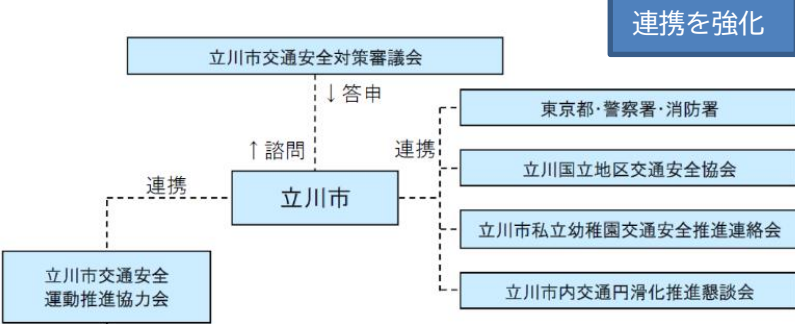 連携を強化
立川市交通安全対策審議会
↓答申
↑諮問
連携
東京都･警察署･消防署
立川国立地区交通安全協会
連携
立川市
立川市私立幼稚園交通安全推進連絡会
立川市交通安全
運動推進協力会
立川市内交通円滑化推進懇談会